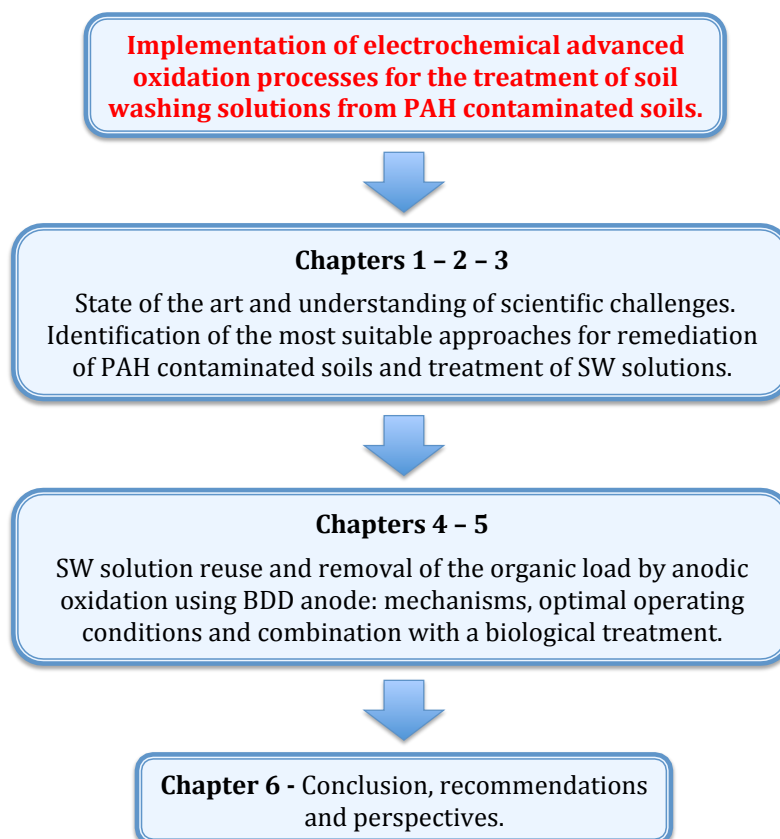 Implementation of electrochemical advanced
oxidation processes for the treatment of soil
washing solutions from PAH contaminated soils.
Chapters 1 – 2 – 3
State of the art and understanding of scientific challenges.
Identification of the most suitable approaches for remediation
of PAH contaminated soils and treatment of SW solutions.
Chapters 4 – 5
SW solution reuse and removal of the organic load by anodic
oxidation using BDD anode: mechanisms, optimal operating
conditions and combination with a biological treatment.
Chapter 6 - Conclusion, recommendations
and perspectives.